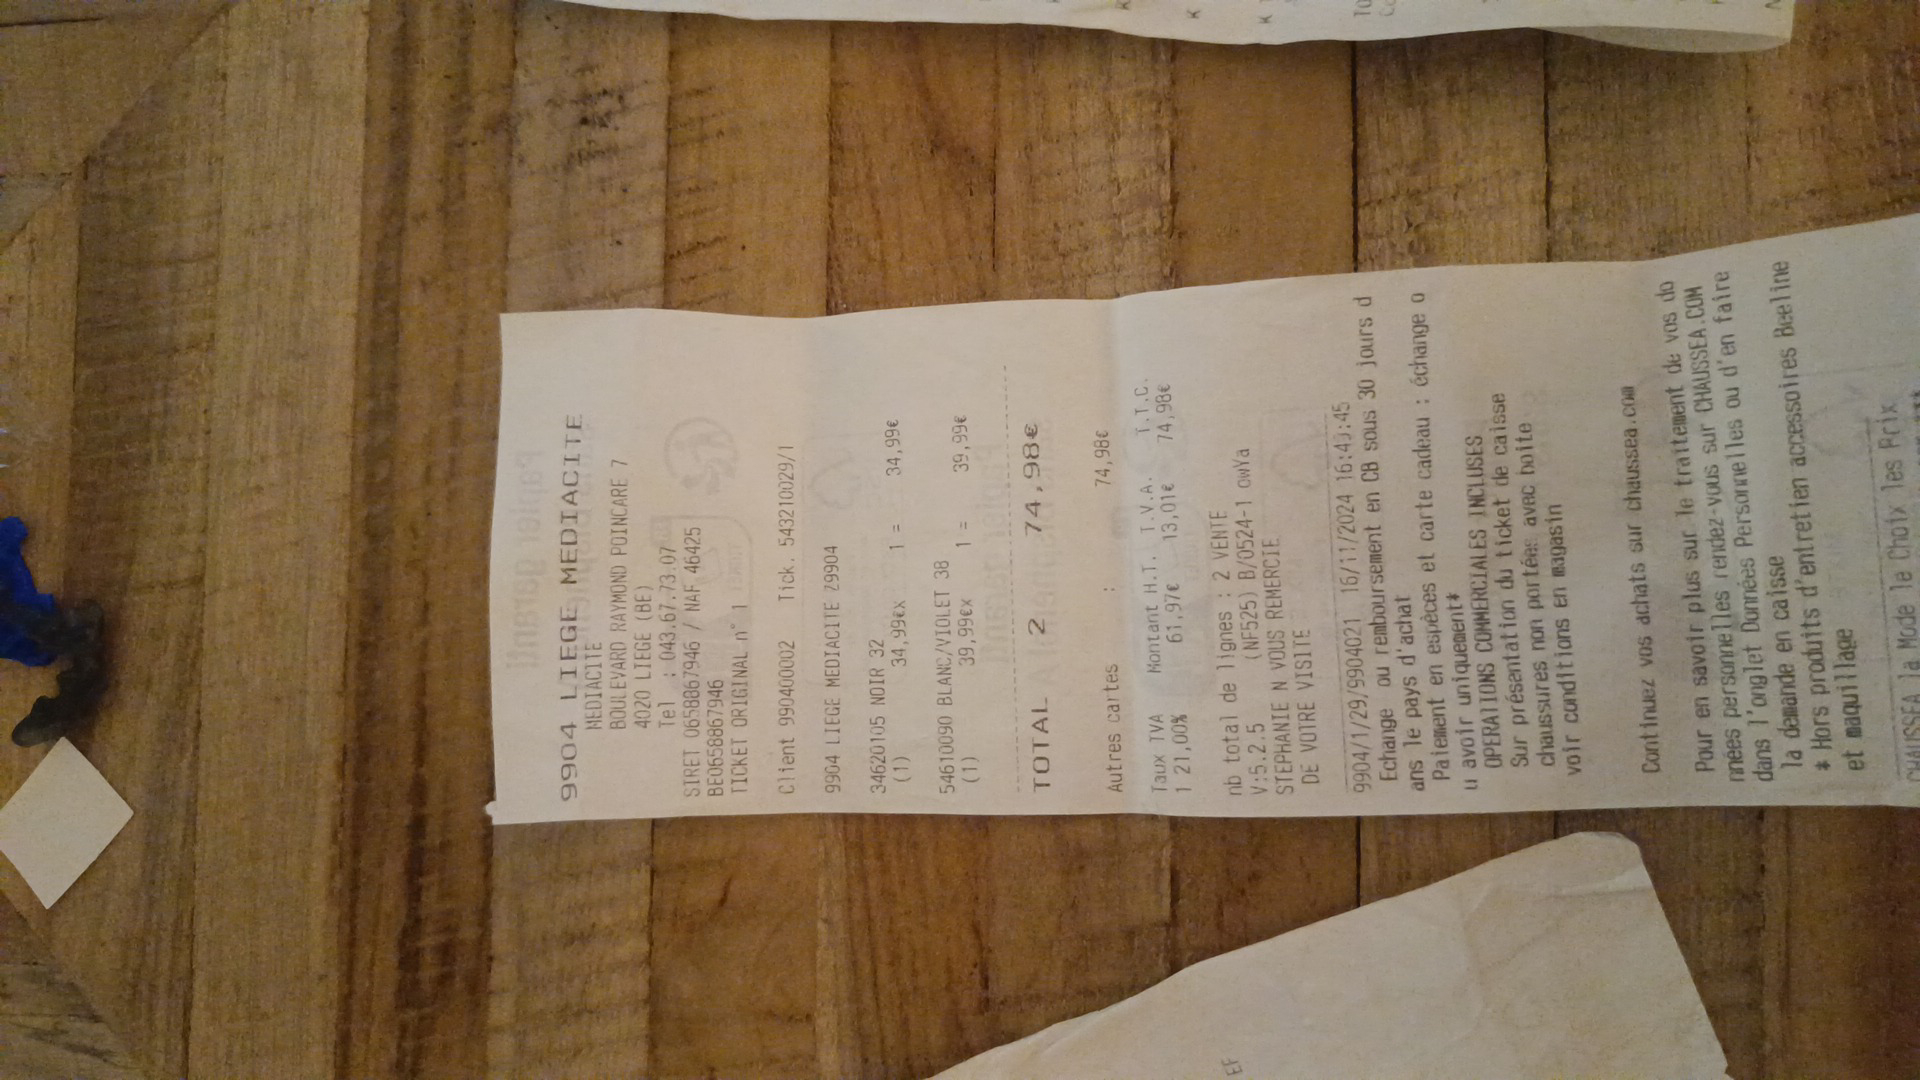 9904 LIEGE MEDIACITE
MEDIACITE
BOULEVARD RAYMOND POINCARE 7
4020 LIEGE (BE)
Tel : 043.67.73.07
SIRET 0658867946 / NAF 46425
BE0658867946
TICKET ORIGINAL n° 1
Client 990400002 Tick. 543210029/1
9904 LIEGE MEDIACITE 29904
34620105 NOIR 32
(1) 34,99€x 1 = 34,99€
54610090 BLANC/VIOLET 38
(1) 39,99€x 1 = 39,99€
TOTAL 2 74,98€
Autres cartes : 74,98€
Taux TVA Montant H.T. T.V.A. T.T.C.
1 21,00% 61,97€ 13,01€ 74,98€
nb total de lignes : 2 VENTE
V:5.2.5 (NF525) B/0524-1 OwYa
STEPHANIE N VOUS REMERCIE
DE VOTRE VISITE
9904/1/29/9904021 16/11/2024
Echange ou remboursement en CB sous 30 jours d
ans le pays d'achat
Paiement en espèces et carte cadeau : échange o
u avoir uniquement*
OPERATIONS COMMERCIALES INCLUSES
Sur présentation du ticket de caisse
chaussures non portées avec boite
voir conditions en magasin
Continuez vos achats sur chaussea.com
Pour en savoir plus sur le traitement de vos do
nnées personnelles rendez-vous sur CHAUSSEA.COM
dans l'onglet Données Personnelles ou d'en faire
la demande en caisse
* Hors produits d'entretien accessoires Beeline
et maquillage
CHAUSSEA la Mode le Choix les Prix
EF